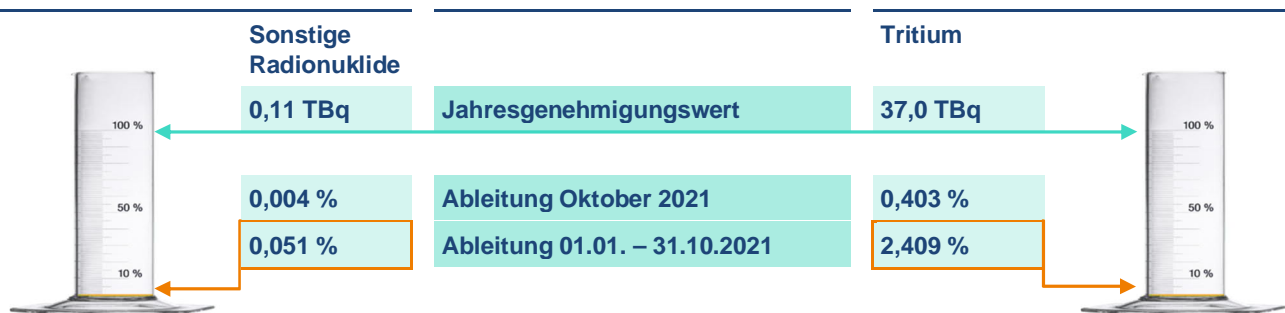 Sonstige
Radionuklide
Tritium
0,11 TBq Jahresgenehmigungswert 37,0 TBq
100 % 100 %
0,004 % Ableitung Oktober 2021 0,403 %
50 % 50 %
0,051 % Ableitung 01.01. – 31.10.2021 2,409 %
10 % 10 %